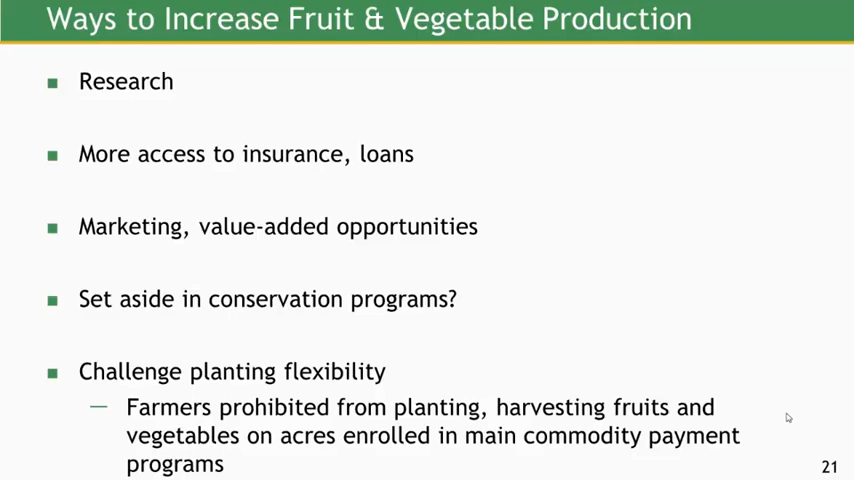 Ways to Increase Fruit & Vegetable Production
Research
More access to insurance, loans
Marketing, value-added opportunities
Set aside in conservation programs?
Challenge planting flexibility
— Farmers prohibited from planting, harvesting fruits and
vegetables on acres enrolled in main commodity payment
programs
21